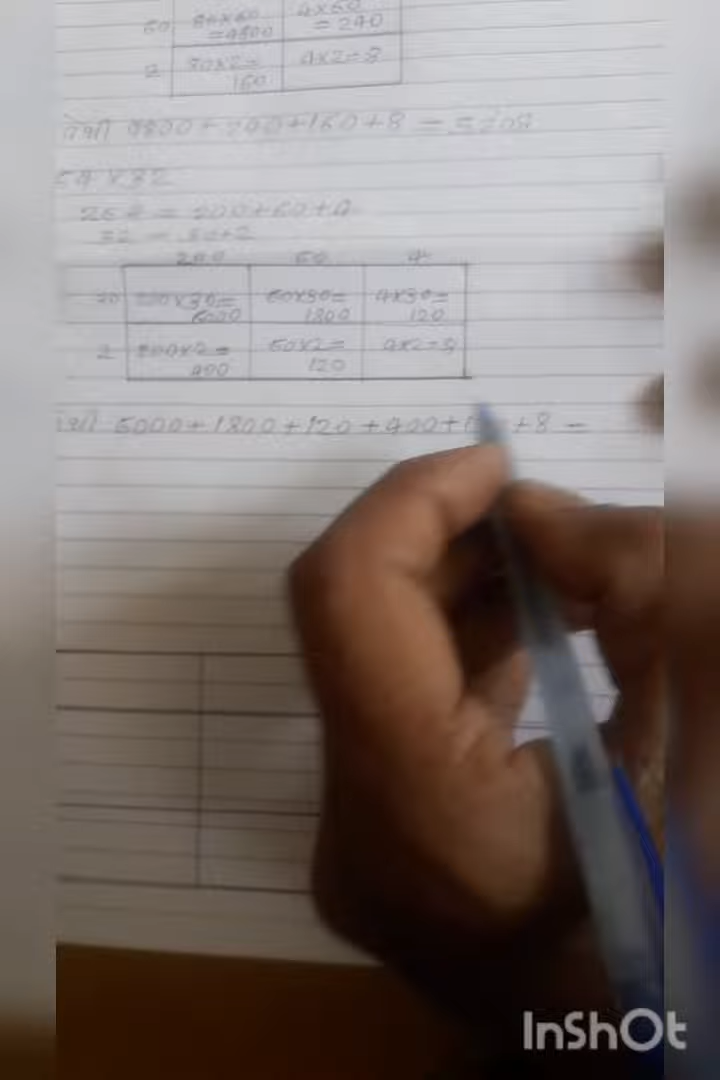 60 80×60 =4800 4×60 = 240
2 80×2= 160 4×2=8
4800+240+160+8 = 5208
64 × 32
264 = 200+60+4
32 = 30+2
200 60 4
30 200×30= 6000 60×30= 1800 4×30= 120
2 200×2= 400 60×2= 120 4×2=8
6000+1800+120+400+ +8 =
InShOt